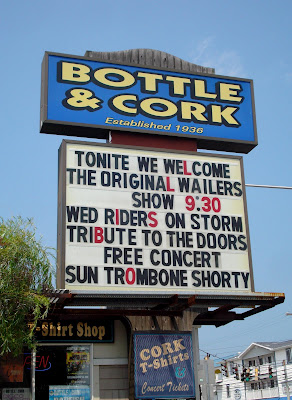 BOTTLE
& CORK
Established 1936
TONITE WE WELCOME
THE ORIGINAL WAILERS
SHOW 9:30
WED RIDERS ON STORM
TRIBUTE TO THE DOORS
FREE CONCERT
SUN TROMBONE SHORTY
T-Shirt Shop
CORK
T-Shirts
&
Concert Tickets
OPEN